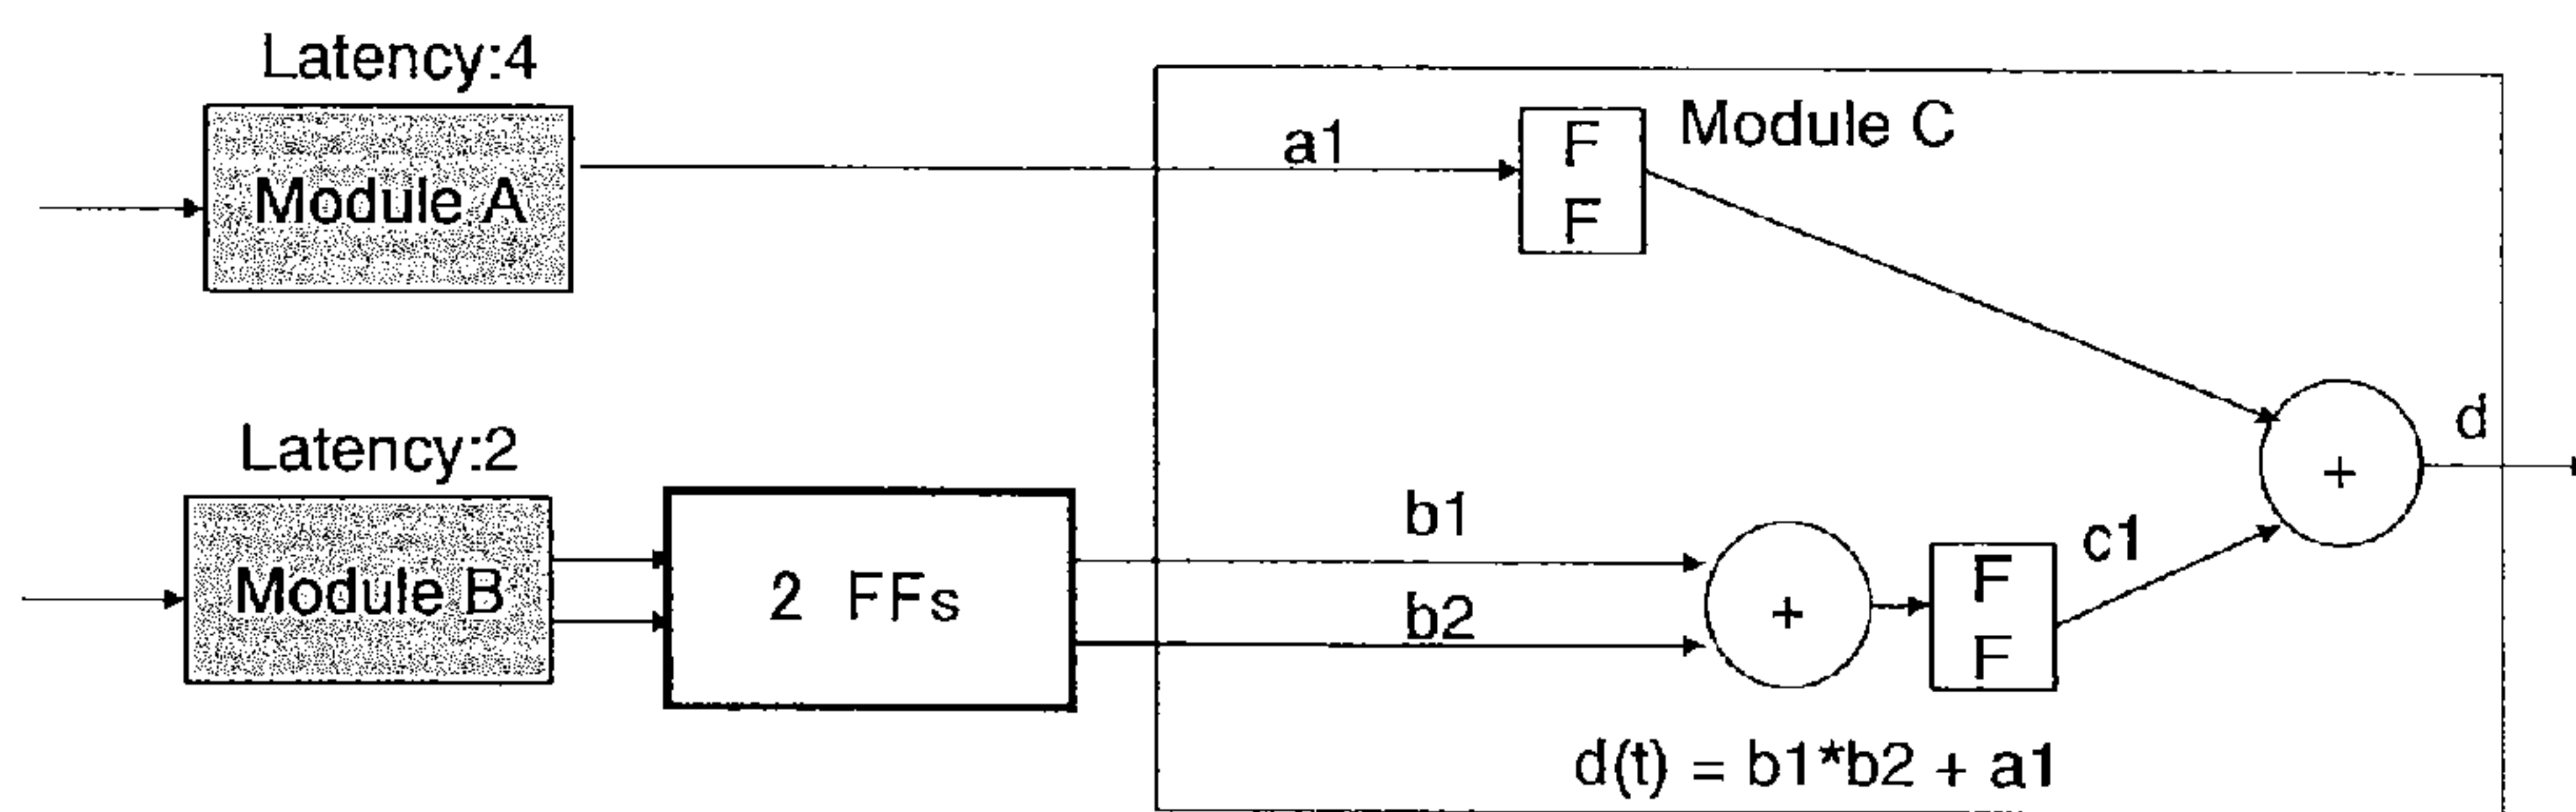 Latency:4
Module A
a1
F
F
Module C
Latency:2
Module B
2 FFs
b1
b2
+
F
F
c1
+
d
d(t) = b1*b2 + a1